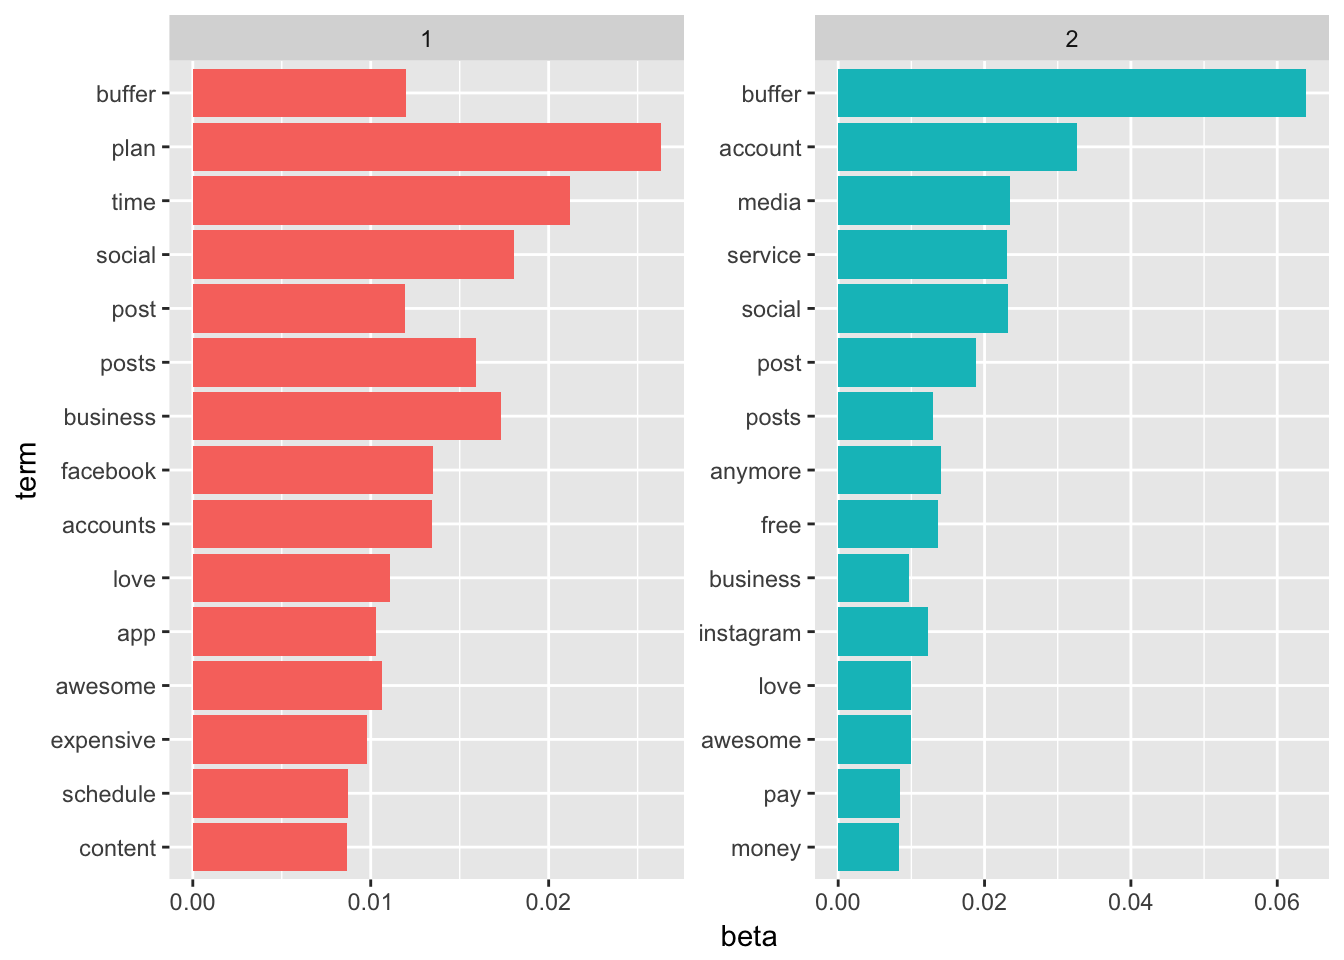 1
2
term
buffer
plan
time
social
post
posts
business
facebook
accounts
love
app
awesome
expensive
schedule
content
0.00 0.01 0.02
buffer
account
media
service
social
post
posts
anymore
free
business
instagram
love
awesome
pay
money
0.00 0.02 0.04 0.06
beta